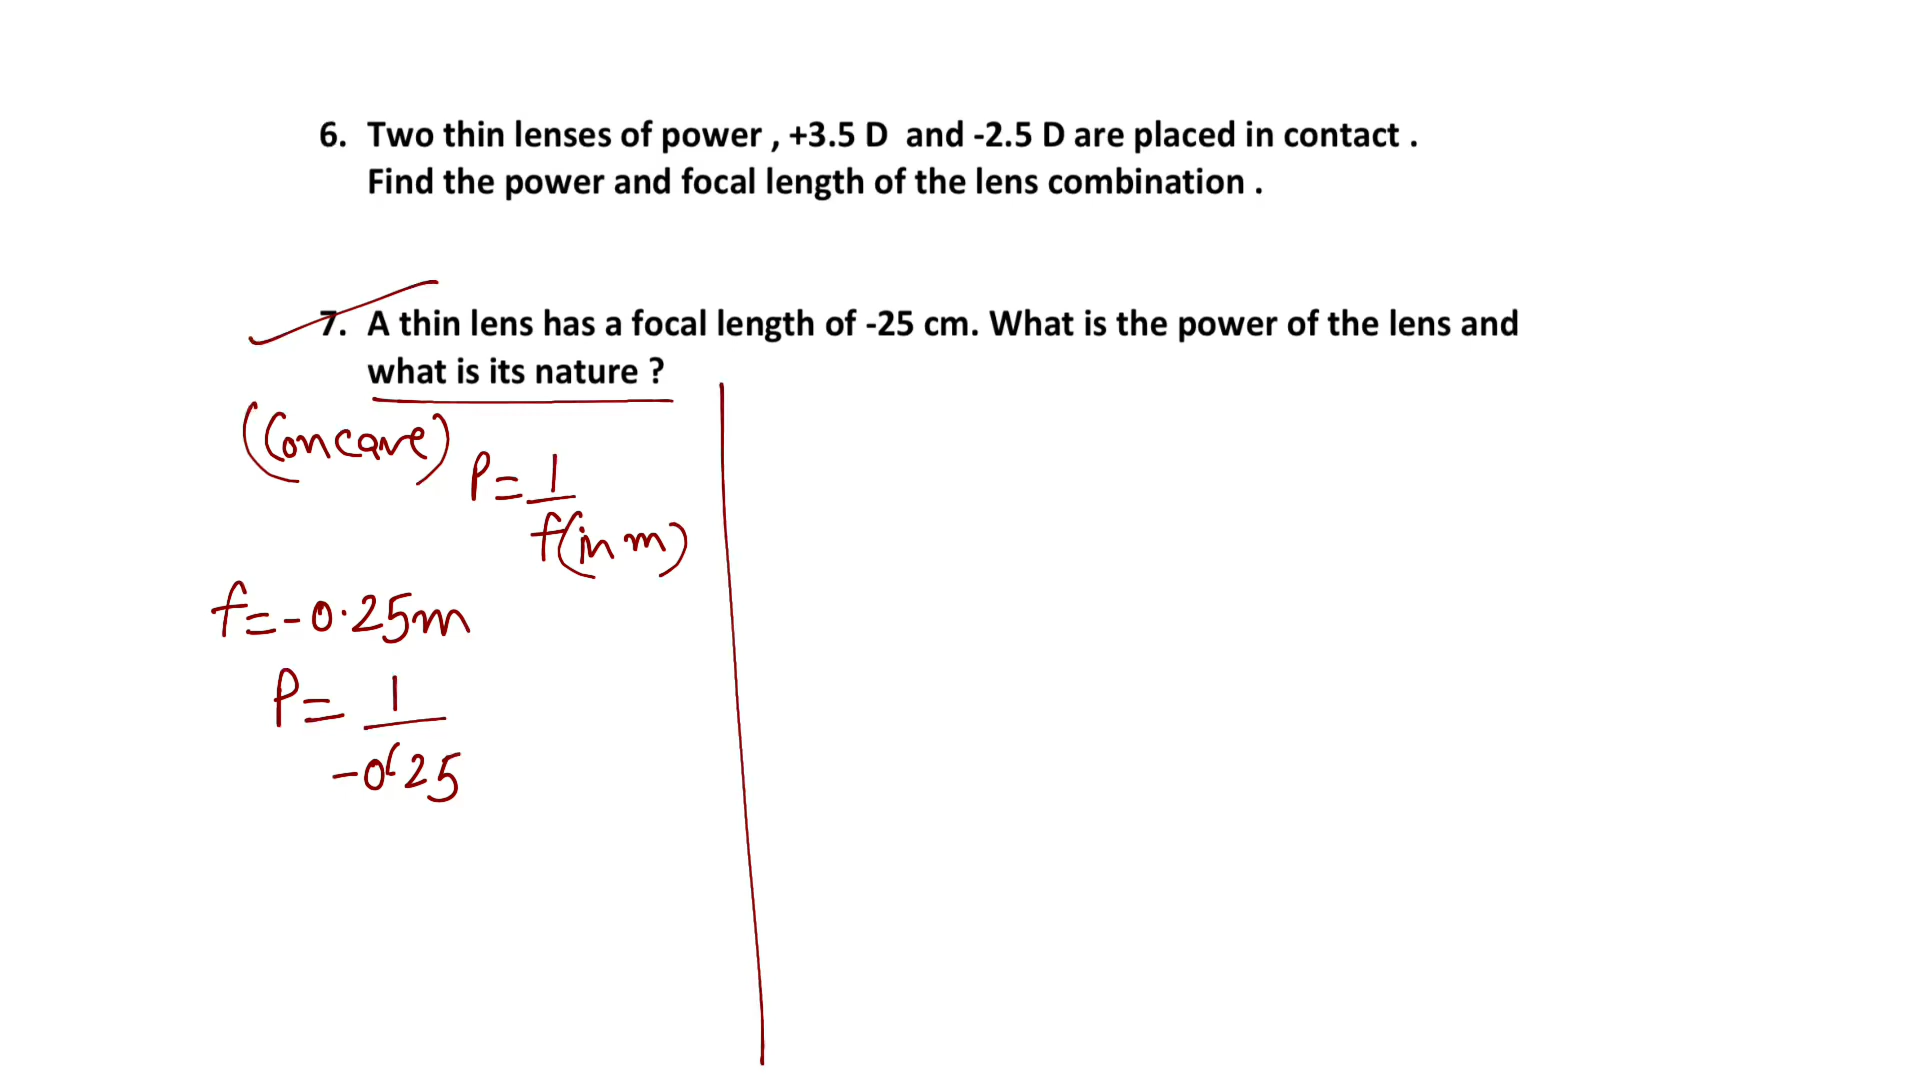 6. Two thin lenses of power , +3.5 D and -2.5 D are placed in contact .
Find the power and focal length of the lens combination .
7. A thin lens has a focal length of -25 cm. What is the power of the lens and
what is its nature ?
(Concave)
P = 1
f(in m)
f = -0.25m
P = 1
-0.25